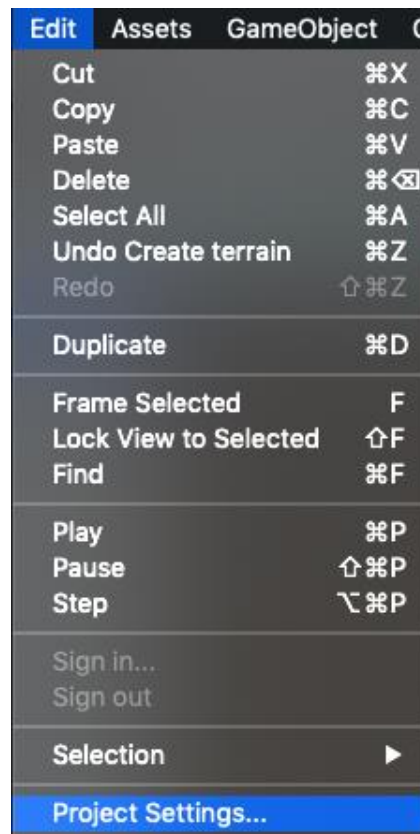 Edit Assets GameObject
Cut ⌘X
Copy ⌘C
Paste ⌘V
Delete ⌘⌫
Select All ⌘A
Undo Create terrain ⌘Z
Redo ⇧⌘Z
Duplicate ⌘D
Frame Selected F
Lock View to Selected ⇧F
Find ⌘F
Play ⌘P
Pause ⇧⌘P
Step ⌥⌘P
Sign in...
Sign out
Selection ▶
Project Settings...